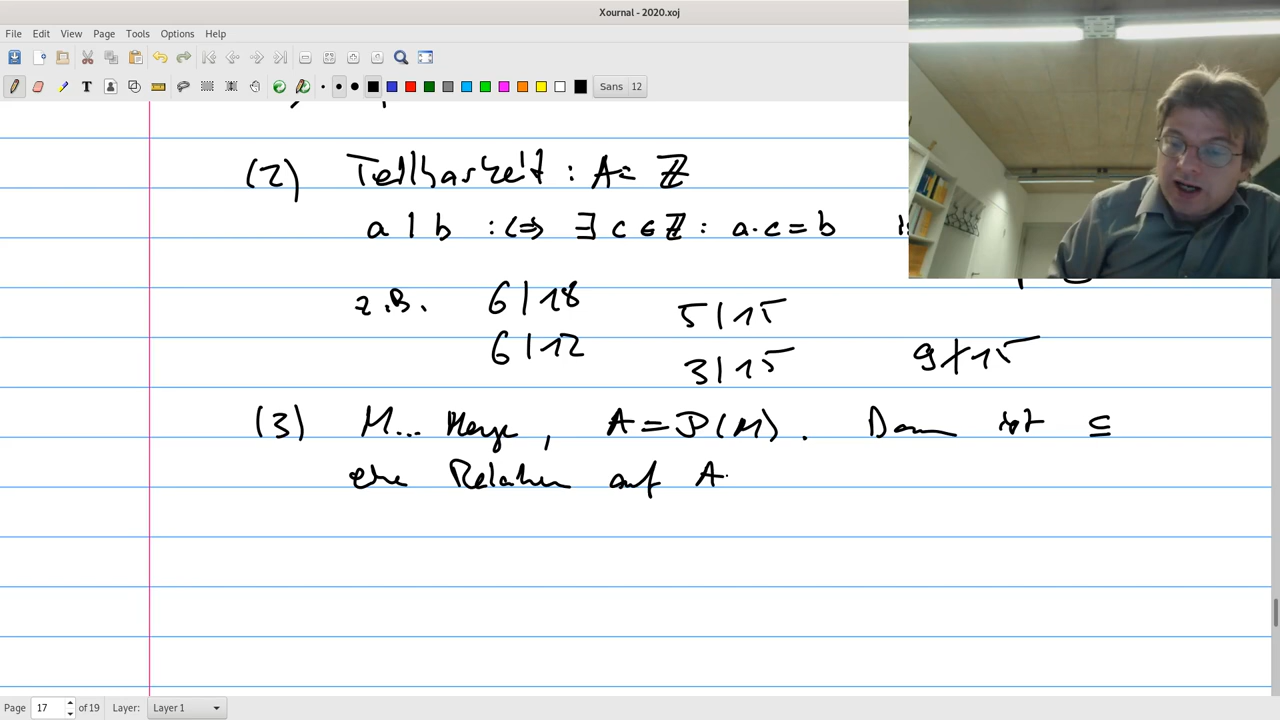 Xournal - 2020.xoj
File Edit View Page Tools Options Help
Sans 12
(2) Teilbarkeit : A = ℤ
a | b :⇔ ∃ c ∈ ℤ : a · c = b
z.B. 6 | 18 5 | 15
6 | 12 3 | 15 9 ∤ 15
(3) M... Menge, A = P(M). Dann ist ⊆
eine Relation auf A.
Page 17 of 19 Layer: Layer 1